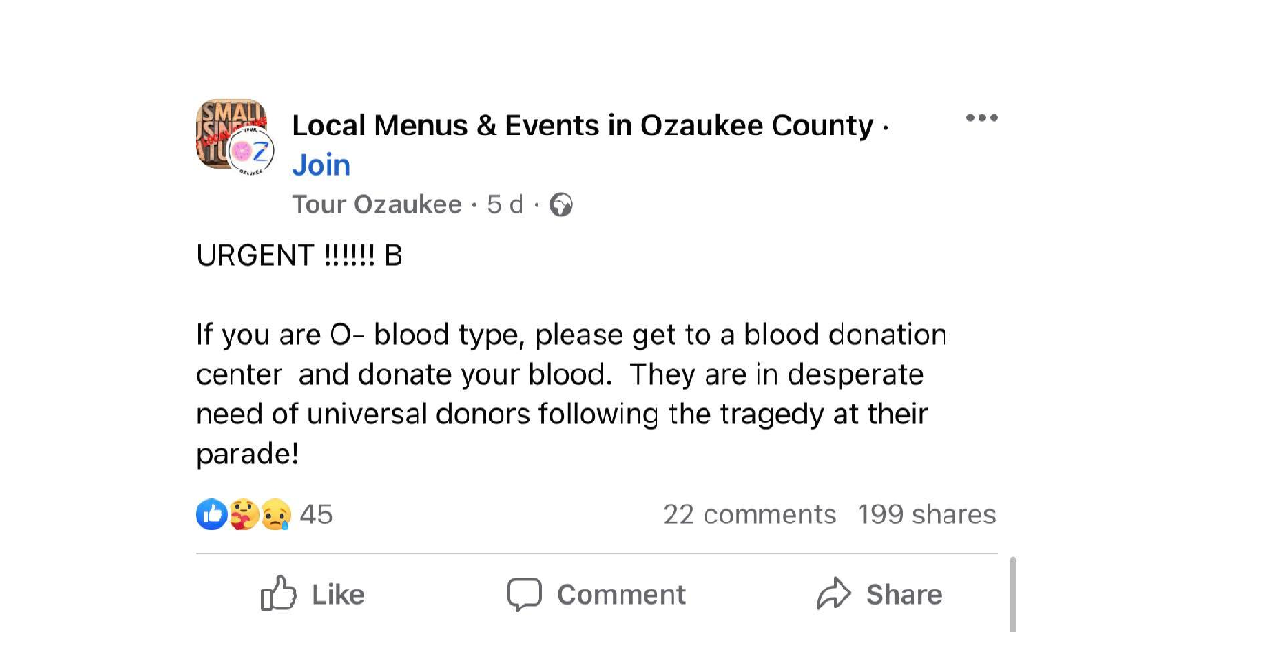 SMALL
Local Menus & Events in Ozaukee County ·
Join
Tour Ozaukee · 5 d ·
URGENT !!!!!! B
If you are O- blood type, please get to a blood donation
center  and donate your blood.  They are in desperate
need of universal donors following the tragedy at their
parade!
45
22 comments 199 shares
Like Comment Share